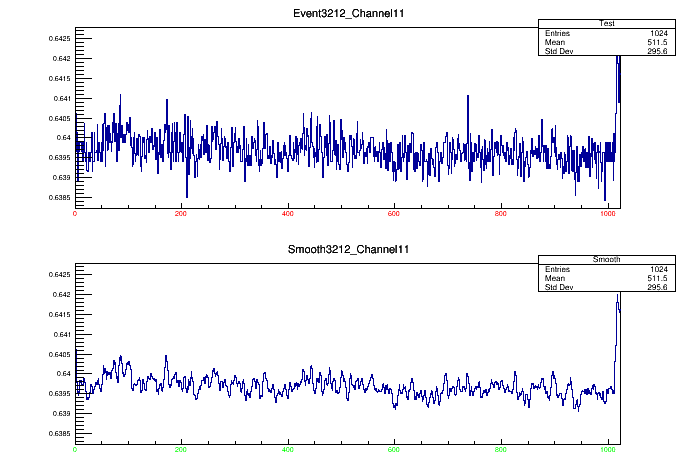 Event3212_Channel11
Test
Entries 1024
Mean 511.5
Std Dev 295.6
0.6425
0.642
0.6415
0.641
0.6405
0.64
0.6395
0.639
0.6385
0 200 400 600 800 1000
Smooth3212_Channel11
Smooth
Entries 1024
Mean 511.5
Std Dev 295.6
0.6425
0.642
0.6415
0.641
0.6405
0.64
0.6395
0.639
0.6385
0 200 400 600 800 1000